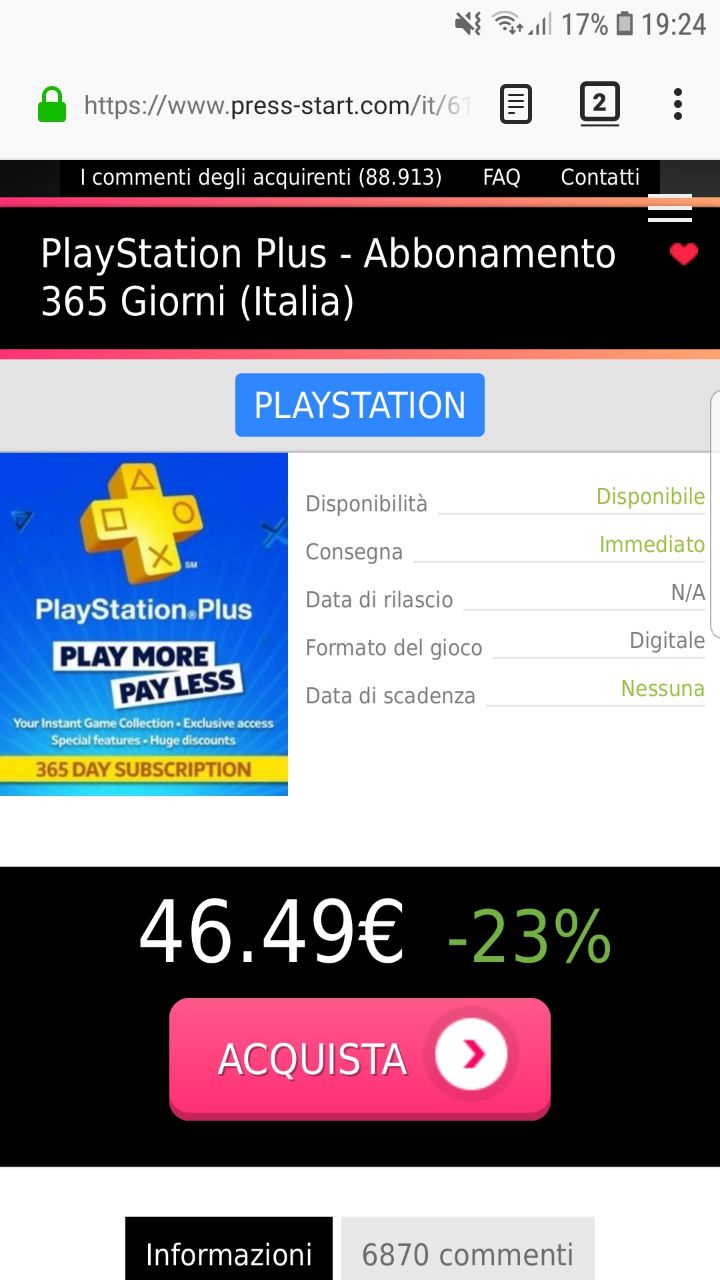 17% 19:24
https://www.press-start.com/it/61
2
I commenti degli acquirenti (88.913) FAQ Contatti
PlayStation Plus - Abbonamento
365 Giorni (Italia)
PLAYSTATION
PlayStation®Plus
SM
PLAY MORE
PAY LESS
Your Instant Game Collection • Exclusive access
Special features • Huge discounts
365 DAY SUBSCRIPTION
Disponibilità Disponibile
Consegna Immediato
Data di rilascio N/A
Formato del gioco Digitale
Data di scadenza Nessuna
46.49€ -23%
ACQUISTA
Informazioni 6870 commenti